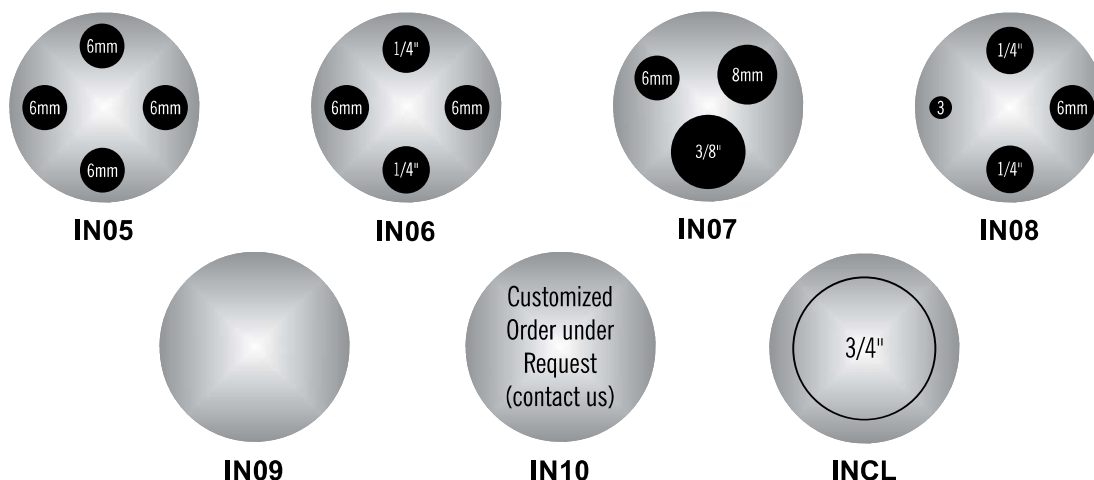 6mm
6mm
6mm
6mm
IN05
1/4"
6mm
6mm
1/4"
IN06
6mm
8mm
3/8"
IN07
1/4"
3
6mm
1/4"
IN08
IN09
Customized
Order under
Request
(contact us)
IN10
3/4"
INCL